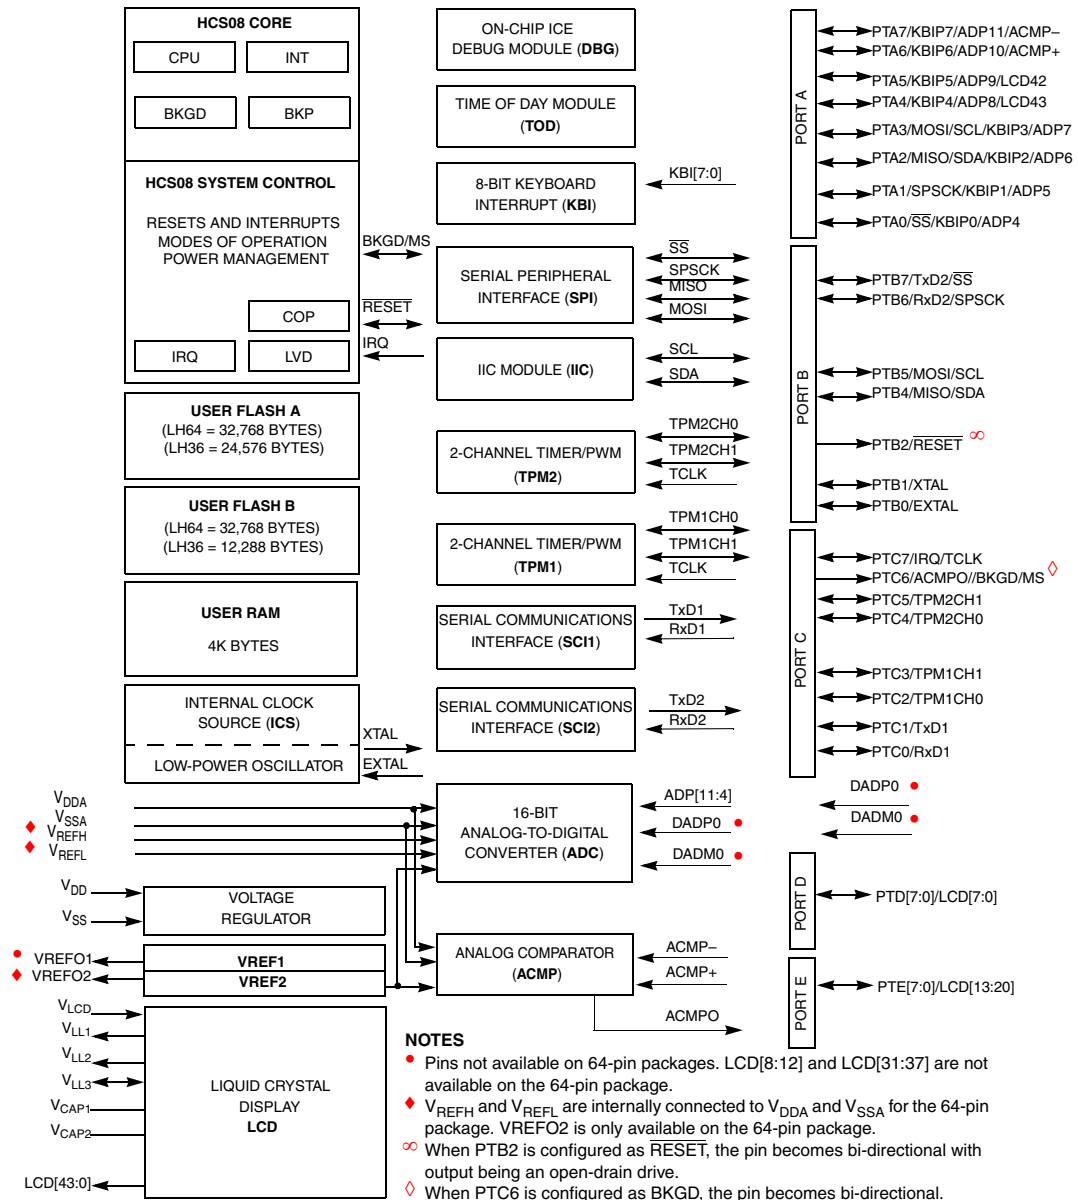 HCS08 CORE
CPU
INT
BKGD
BKP
HCS08 SYSTEM CONTROL
RESETS AND INTERRUPTS
MODES OF OPERATION
POWER MANAGEMENT
COP
IRQ
LVD
BKGD/MS
RESET
IRQ
USER FLASH A
(LH64 = 32,768 BYTES)
(LH36 = 24,576 BYTES)
USER FLASH B
(LH64 = 32,768 BYTES)
(LH36 = 12,288 BYTES)
USER RAM
4K BYTES
INTERNAL CLOCK
SOURCE (ICS)
LOW-POWER OSCILLATOR
XTAL
EXTAL
VDDA
VSSA
♦ VREFH
♦ VREFL
VDD
VSS
VOLTAGE
REGULATOR
• VREFO1
♦ VREFO2
VREF1
VREF2
VLCD
VLL1
VLL2
VLL3
VCAP1
VCAP2
LCD[43:0]
LIQUID CRYSTAL
DISPLAY
LCD
ON-CHIP ICE
DEBUG MODULE (DBG)
TIME OF DAY MODULE
(TOD)
8-BIT KEYBOARD
INTERRUPT (KBI)
KBI[7:0]
SERIAL PERIPHERAL
INTERFACE (SPI)
SS
SPSCK
MISO
MOSI
IIC MODULE (IIC)
SCL
SDA
2-CHANNEL TIMER/PWM
(TPM2)
TPM2CH0
TPM2CH1
TCLK
2-CHANNEL TIMER/PWM
(TPM1)
TPM1CH0
TPM1CH1
TCLK
SERIAL COMMUNICATIONS
INTERFACE (SCI1)
TxD1
RxD1
SERIAL COMMUNICATIONS
INTERFACE (SCI2)
TxD2
RxD2
16-BIT
ANALOG-TO-DIGITAL
CONVERTER (ADC)
ADP[11:4]
DADP0 •
DADM0 •
ANALOG COMPARATOR
(ACMP)
ACMP–
ACMP+
ACMPO
PORT A
PTA7/KBIP7/ADP11/ACMP–
PTA6/KBIP6/ADP10/ACMP+
PTA5/KBIP5/ADP9/LCD42
PTA4/KBIP4/ADP8/LCD43
PTA3/MOSI/SCL/KBIP3/ADP7
PTA2/MISO/SDA/KBIP2/ADP6
PTA1/SPSCK/KBIP1/ADP5
PTA0/SS/KBIP0/ADP4
PORT B
PTB7/TxD2/SS
PTB6/RxD2/SPSCK
PTB5/MOSI/SCL
PTB4/MISO/SDA
PTB2/RESET ∞
PTB1/XTAL
PTB0/EXTAL
PORT C
PTC7/IRQ/TCLK
PTC6/ACMPO//BKGD/MS ◊
PTC5/TPM2CH1
PTC4/TPM2CH0
PTC3/TPM1CH1
PTC2/TPM1CH0
PTC1/TxD1
PTC0/RxD1
DADP0 •
DADM0 •
PORT D
PTD[7:0]/LCD[7:0]
PORT E
PTE[7:0]/LCD[13:20]
NOTES
• Pins not available on 64-pin packages. LCD[8:12] and LCD[31:37] are not
available on the 64-pin package.
♦ VREFH and VREFL are internally connected to VDDA and VSSA for the 64-pin
package. VREFO2 is only available on the 64-pin package.
∞ When PTB2 is configured as RESET, the pin becomes bi-directional with
output being an open-drain drive.
◊ When PTC6 is configured as BKGD, the pin becomes bi-directional.